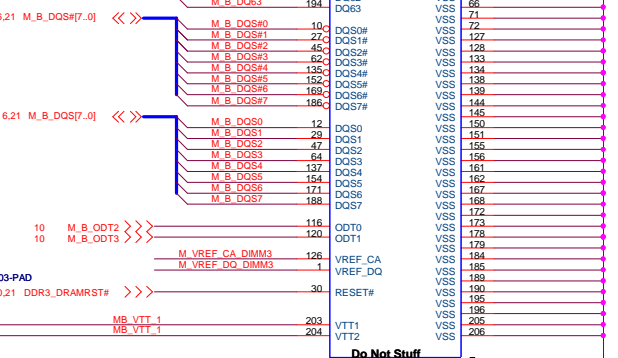 M_B_DQ63 194 DQ63 VSS 66
VSS 71
6,21 M_B_DQS#[7..0] VSS 72
M_B_DQS#0 10 DQS0# VSS 127
M_B_DQS#1 27 DQS1# VSS 128
M_B_DQS#2 45 DQS2# VSS 133
M_B_DQS#3 62 DQS3# VSS 134
M_B_DQS#4 135 DQS4# VSS 138
M_B_DQS#5 152 DQS5# VSS 139
M_B_DQS#6 169 DQS6# VSS 144
M_B_DQS#7 186 DQS7# VSS 145
6,21 M_B_DQS[7..0] VSS 150
M_B_DQS0 12 DQS0 VSS 151
M_B_DQS1 29 DQS1 VSS 155
M_B_DQS2 47 DQS2 VSS 156
M_B_DQS3 64 DQS3 VSS 161
M_B_DQS4 137 DQS4 VSS 162
M_B_DQS5 154 DQS5 VSS 167
M_B_DQS6 171 DQS6 VSS 168
M_B_DQS7 188 DQS7 VSS 172
VSS 173
10 M_B_ODT2 116 ODT0 VSS 178
10 M_B_ODT3 120 ODT1 VSS 179
M_VREF_CA_DIMM3 126 VREF_CA VSS 184
M_VREF_DQ_DIMM3 1 VREF_DQ VSS 185
03-PAD VSS 189
0,21 DDR3_DRAMRST# 30 RESET# VSS 190
VSS 195
VSS 196
MB_VTT_1 203 VTT1 VSS 205
MB_VTT_1 204 VTT2 VSS 206
Do Not Stuff